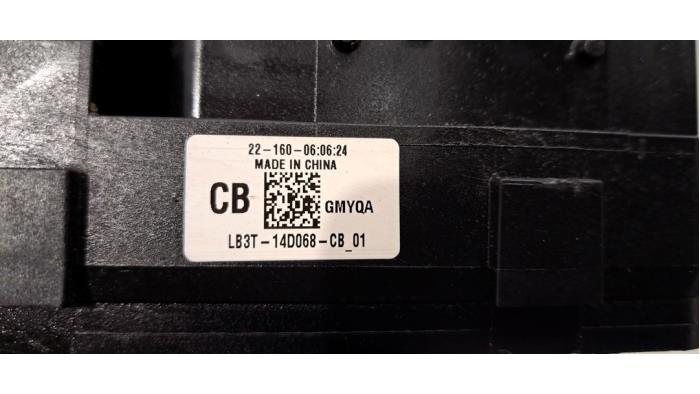 22-160-06:06:24
MADE IN CHINA
CB GMYQA
LB3T-14D068-CB_01